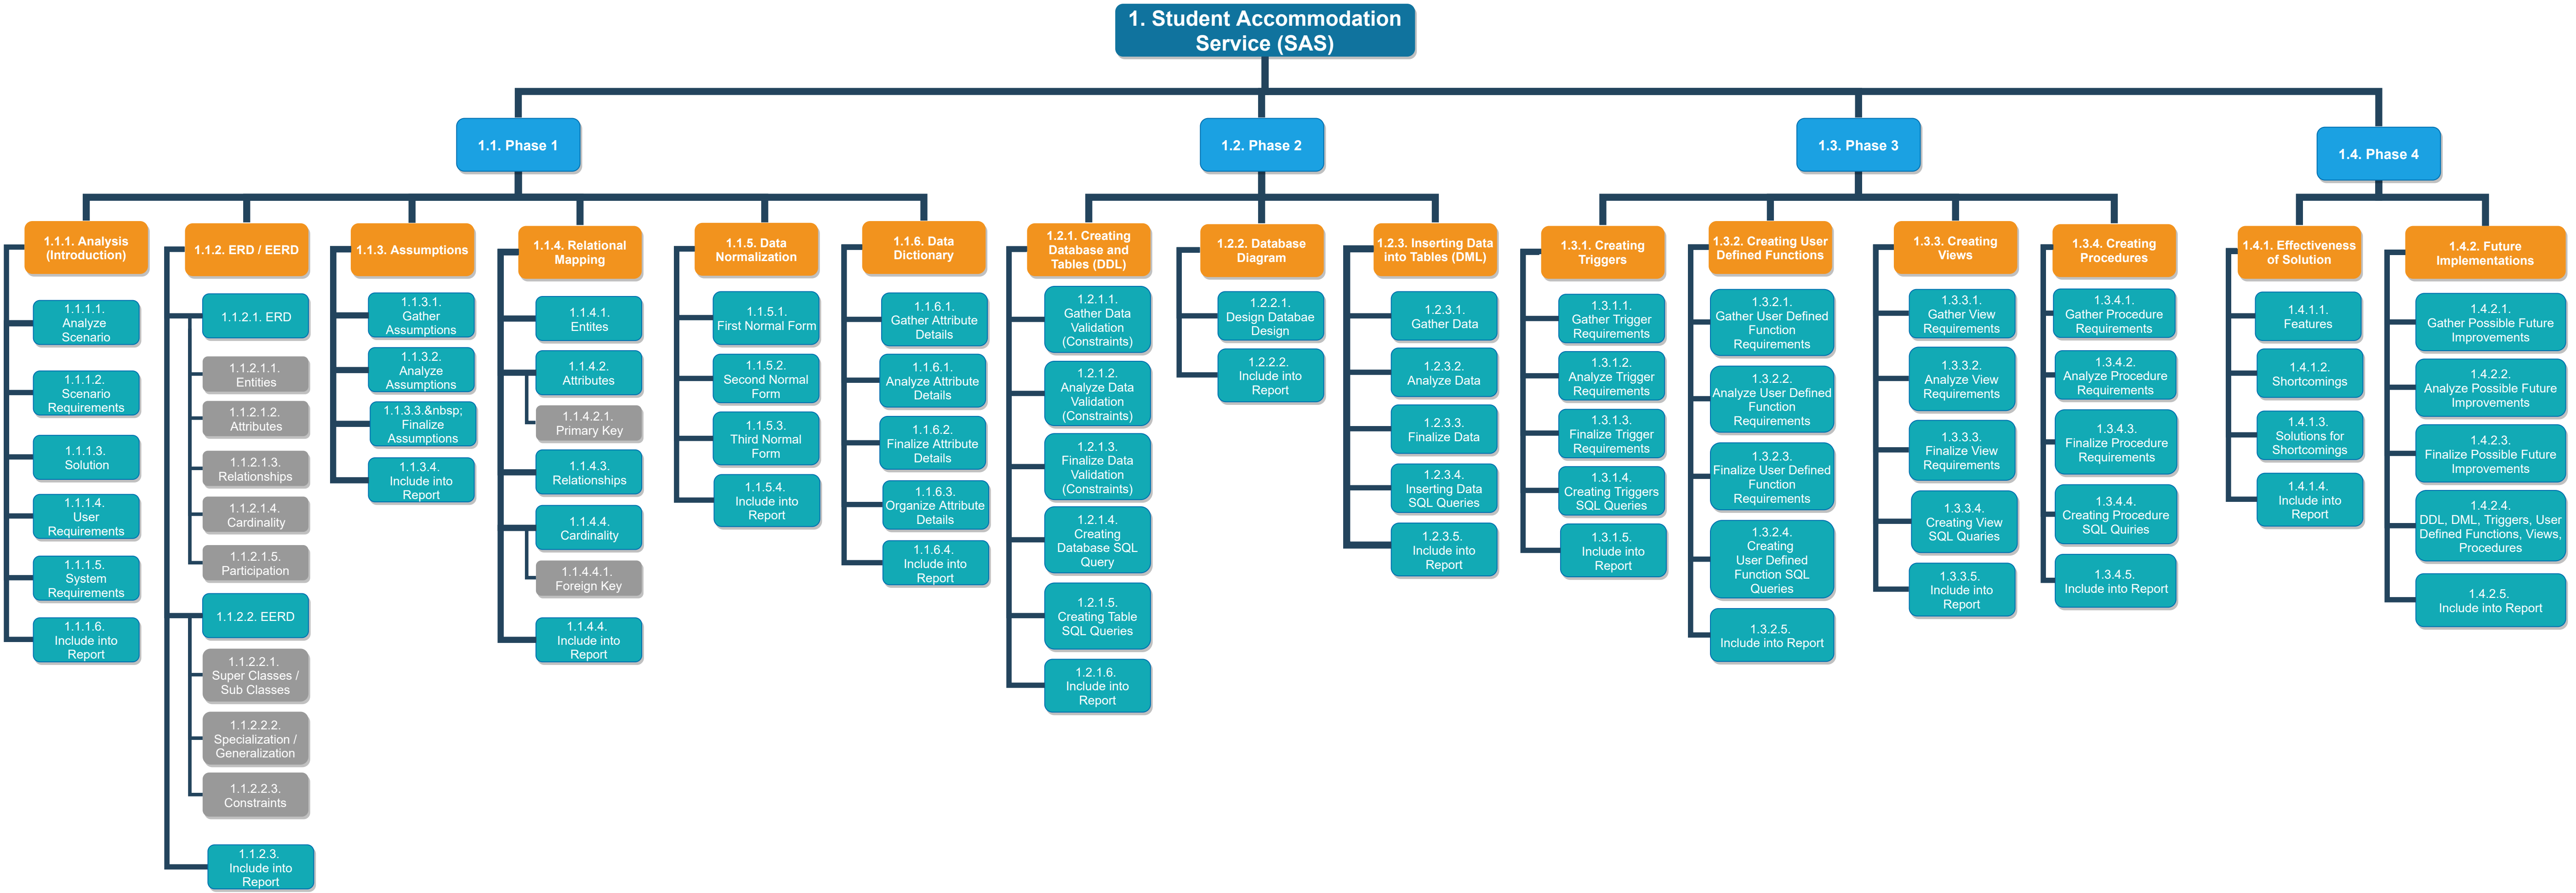 1. Student Accommodation
Service (SAS)
1.1. Phase 1
1.2. Phase 2
1.3. Phase 3
1.4. Phase 4
1.1.1. Analysis
(Introduction)
1.1.1.1.
Analyze
Scenario
1.1.1.2.
Scenario
Requirements
1.1.1.3.
Solution
1.1.1.4.
User
Requirements
1.1.1.5.
System
Requirements
1.1.1.6.
Include into
Report
1.1.2. ERD / EERD
1.1.2.1. ERD
1.1.2.1.1.
Entities
1.1.2.1.2.
Attributes
1.1.2.1.3.
Relationships
1.1.2.1.4.
Cardinality
1.1.2.1.5.
Participation
1.1.2.2. EERD
1.1.2.2.1.
Super Classes /
Sub Classes
1.1.2.2.2.
Specialization /
Generalization
1.1.2.2.3.
Constraints
1.1.2.3.
Include into
Report
1.1.3. Assumptions
1.1.3.1.
Gather
Assumptions
1.1.3.2.
Analyze
Assumptions
1.1.3.3.&nbsp;
Finalize
Assumptions
1.1.3.4.
Include into
Report
1.1.4. Relational
Mapping
1.1.4.1.
Entites
1.1.4.2.
Attributes
1.1.4.2.1.
Primary Key
1.1.4.3.
Relationships
1.1.4.4.
Cardinality
1.1.4.4.1.
Foreign Key
1.1.4.4.
Include into
Report
1.1.5. Data
Normalization
1.1.5.1.
First Normal Form
1.1.5.2.
Second Normal
Form
1.1.5.3.
Third Normal
Form
1.1.5.4.
Include into
Report
1.1.6. Data
Dictionary
1.1.6.1.
Gather Attribute
Details
1.1.6.1.
Analyze Attribute
Details
1.1.6.2.
Finalize Attribute
Details
1.1.6.3.
Organize Attribute
Details
1.1.6.4.
Include into
Report
1.2.1. Creating
Database and
Tables (DDL)
1.2.1.1.
Gather Data
Validation
(Constraints)
1.2.1.2.
Analyze Data
Validation
(Constraints)
1.2.1.3.
Finalize Data
Validation
(Constraints)
1.2.1.4.
Creating
Database SQL
Query
1.2.1.5.
Creating Table
SQL Queries
1.2.1.6.
Include into
Report
1.2.2. Database
Diagram
1.2.2.1.
Design Databae
Design
1.2.2.2.
Include into
Report
1.2.3. Inserting Data
into Tables (DML)
1.2.3.1.
Gather Data
1.2.3.2.
Analyze Data
1.2.3.3.
Finalize Data
1.2.3.4.
Inserting Data
SQL Queries
1.2.3.5.
Include into
Report
1.3.1. Creating
Triggers
1.3.1.1.
Gather Trigger
Requirements
1.3.1.2.
Analyze Trigger
Requirements
1.3.1.3.
Finalize Trigger
Requirements
1.3.1.4.
Creating Triggers
SQL Queries
1.3.1.5.
Include into
Report
1.3.2. Creating User
Defined Functions
1.3.2.1.
Gather User Defined
Function
Requirements
1.3.2.2.
Analyze User Defined
Function
Requirements
1.3.2.3.
Finalize User Defined
Function
Requirements
1.3.2.4.
Creating
User Defined
Function SQL
Queries
1.3.2.5.
Include into Report
1.3.3. Creating
Views
1.3.3.1.
Gather View
Requirements
1.3.3.2.
Analyze View
Requirements
1.3.3.3.
Finalize View
Requirements
1.3.3.4.
Creating View
SQL Quaries
1.3.3.5.
Include into
Report
1.3.4. Creating
Procedures
1.3.4.1.
Gather Procedure
Requirements
1.3.4.2.
Analyze Procedure
Requirements
1.3.4.3.
Finalize Procedure
Requirements
1.3.4.4.
Creating Procedure
SQL Quiries
1.3.4.5.
Include into Report
1.4.1. Effectiveness
of Solution
1.4.1.1.
Features
1.4.1.2.
Shortcomings
1.4.1.3.
Solutions for
Shortcomings
1.4.1.4.
Include into
Report
1.4.2. Future
Implementations
1.4.2.1.
Gather Possible Future
Improvements
1.4.2.2.
Analyze Possible Future
Improvements
1.4.2.3.
Finalize Possible Future
Improvements
1.4.2.4.
DDL, DML, Triggers, User
Defined Functions, Views,
Procedures
1.4.2.5.
Include into Report